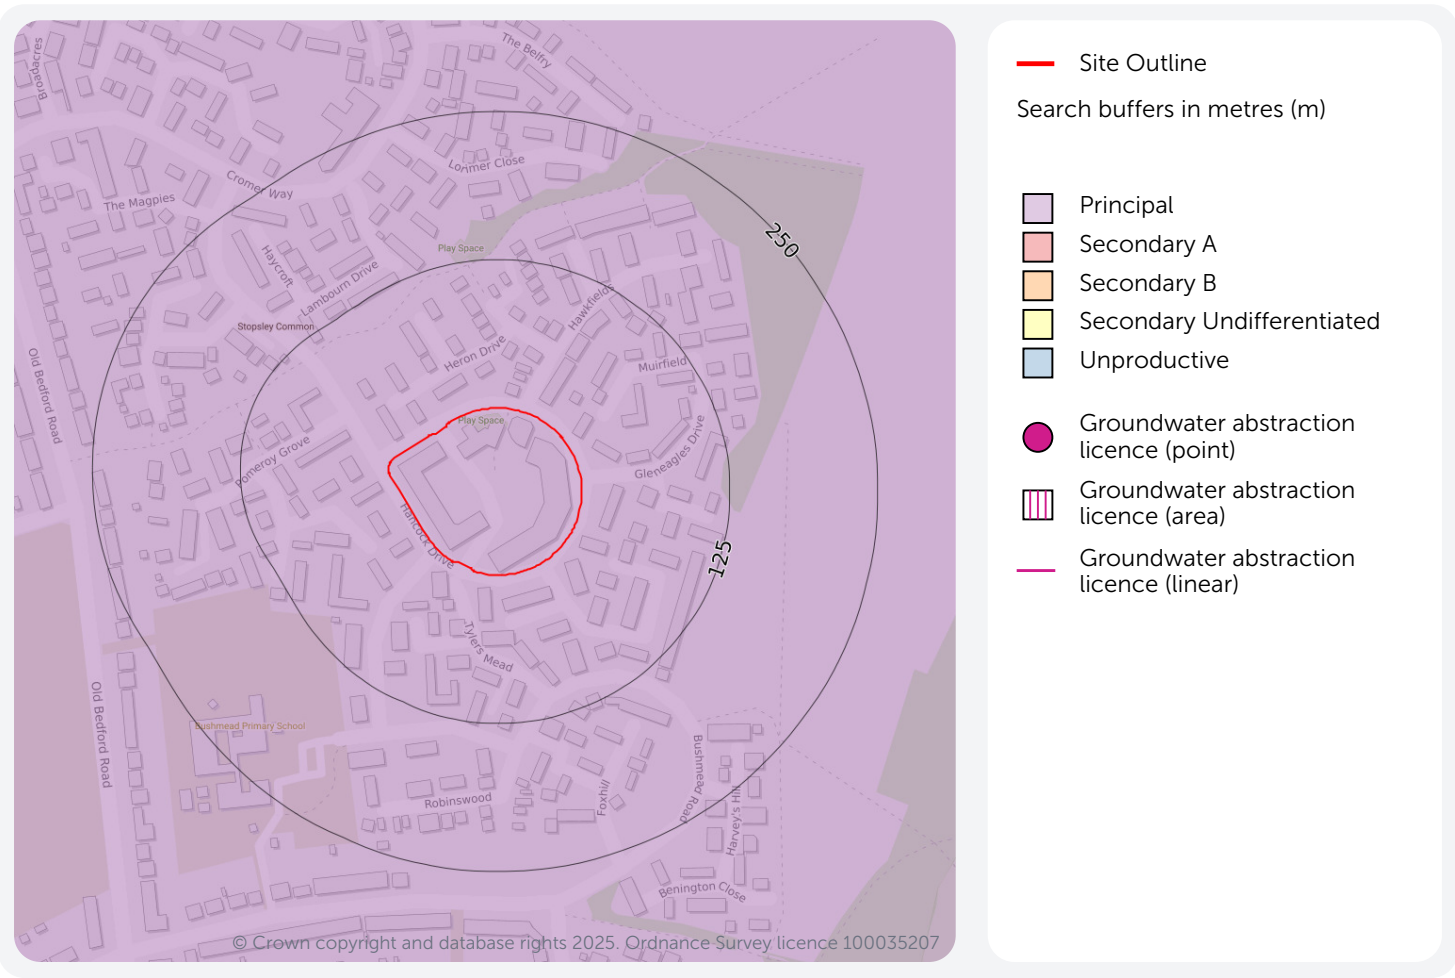 Broadacres
The Belfry
Lorimer Close
Cromer Way
The Magpies
250
Play Space
Haycroft
Lambourn Drive
Stopsley Common
Hawkfields
Heron Drive
Muirfield
Old Bedford Road
Play Space
Pomeroy Grove
Gleneagles Drive
Hancock Drive
125
Tylers Mead
Old Bedford Road
Bushmead Primary School
Bushmead Road
Robinswood
Foxhill
Harvey's Hill
Benington Close
© Crown copyright and database rights 2025. Ordnance Survey licence 100035207
Site Outline
Search buffers in metres (m)
Principal
Secondary A
Secondary B
Secondary Undifferentiated
Unproductive
Groundwater abstraction
licence (point)
Groundwater abstraction
licence (area)
Groundwater abstraction
licence (linear)